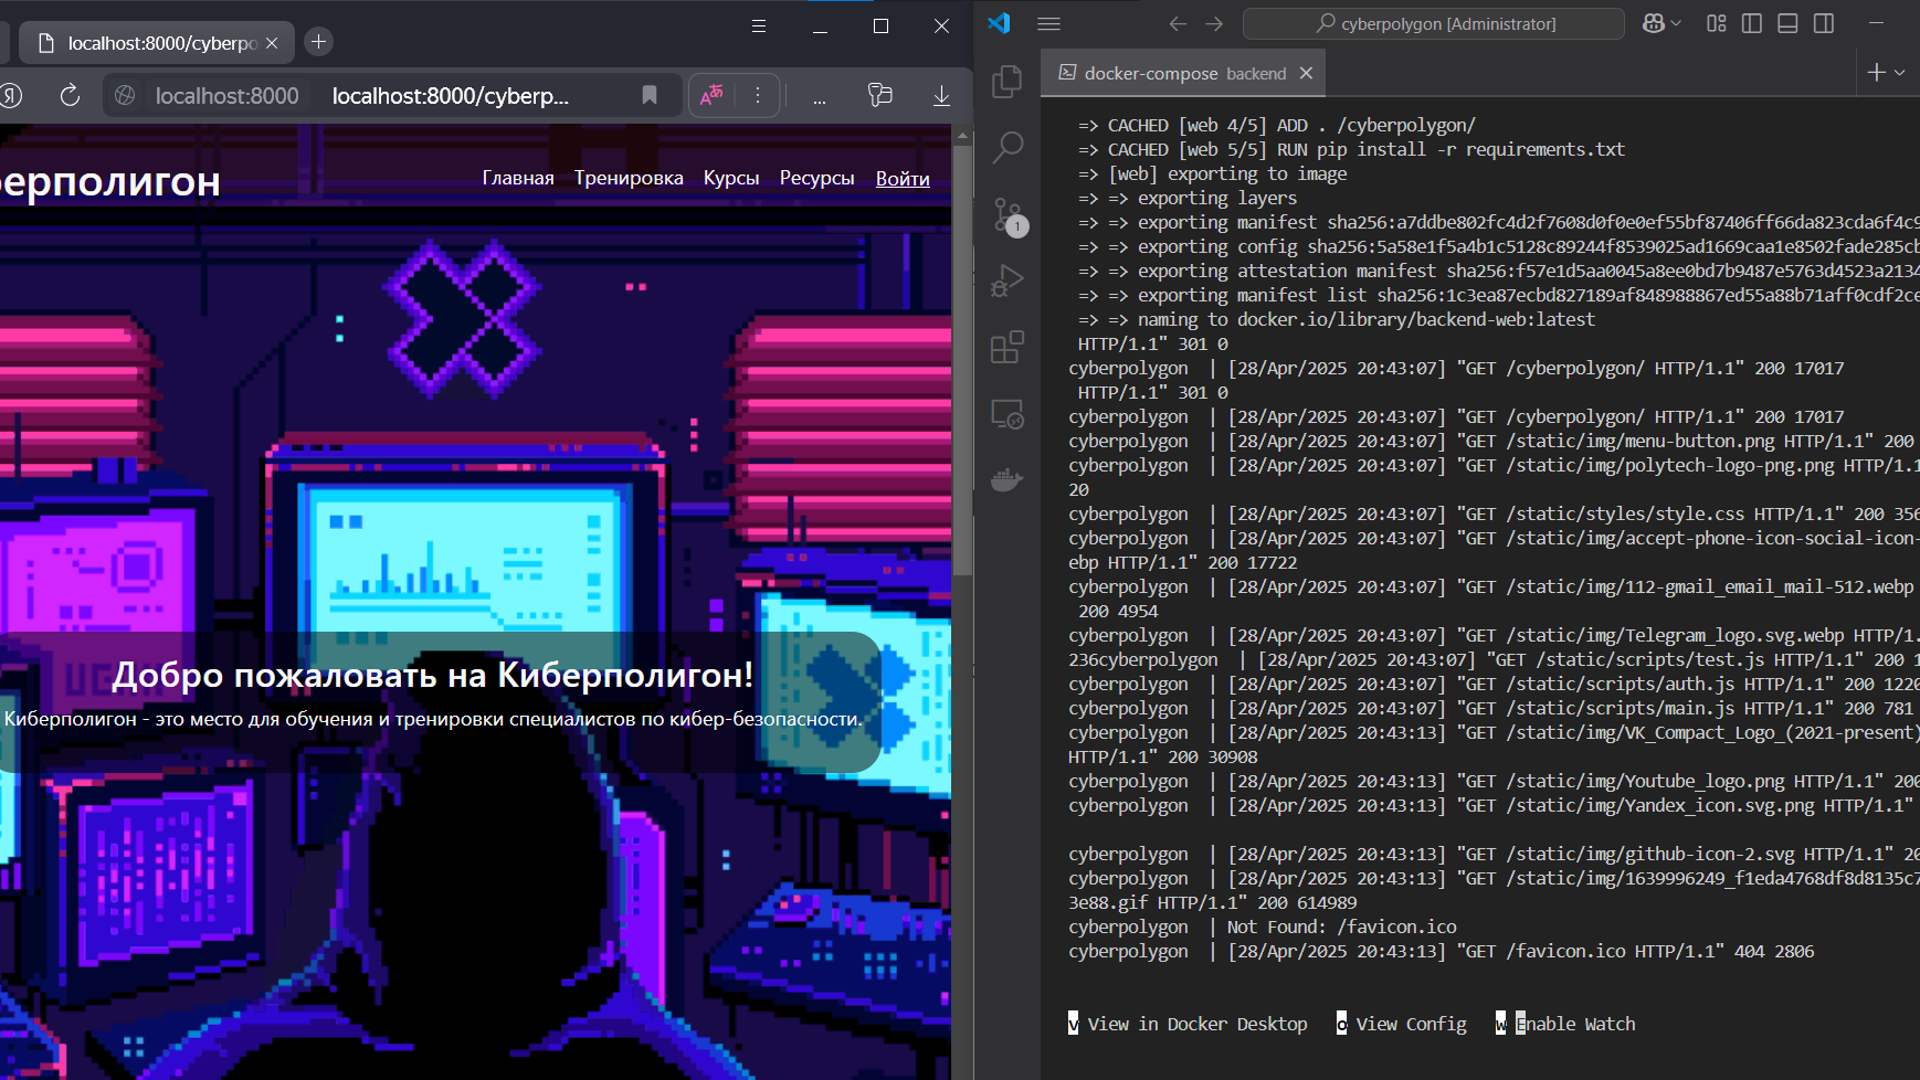 localhost:8000/cyberpo
localhost:8000 localhost:8000/cyberp...
берполигон
Главная Тренировка Курсы Ресурсы Войти
Добро пожаловать на Киберполигон!
Киберполигон - это место для обучения и тренировки специалистов по кибер-безопасности.
cyberpolygon [Administrator]
docker-compose backend
1
=> CACHED [web 4/5] ADD . /cyberpolygon/
=> CACHED [web 5/5] RUN pip install -r requirements.txt
=> [web] exporting to image
=> => exporting layers
=> => exporting manifest sha256:a7ddbe802fc4d2f7608d0f0e0ef55bf87406ff66da823cda6f4c9
=> => exporting config sha256:5a58e1f5a4b1c5128c89244f8539025ad1669caa1e8502fade285cb
=> => exporting attestation manifest sha256:f57e1d5aa0045a8ee0bd7b9487e5763d4523a2134
=> => exporting manifest list sha256:1c3ea87ecbd827189af848988867ed55a88b71aff0cdf2ce
=> => naming to docker.io/library/backend-web:latest
HTTP/1.1" 301 0
cyberpolygon | [28/Apr/2025 20:43:07] "GET /cyberpolygon/ HTTP/1.1" 200 17017
HTTP/1.1" 301 0
cyberpolygon | [28/Apr/2025 20:43:07] "GET /cyberpolygon/ HTTP/1.1" 200 17017
cyberpolygon | [28/Apr/2025 20:43:07] "GET /static/img/menu-button.png HTTP/1.1" 200
cyberpolygon | [28/Apr/2025 20:43:07] "GET /static/img/polytech-logo-png.png HTTP/1.1
20
cyberpolygon | [28/Apr/2025 20:43:07] "GET /static/styles/style.css HTTP/1.1" 200 356
cyberpolygon | [28/Apr/2025 20:43:07] "GET /static/img/accept-phone-icon-social-icon-
ebp HTTP/1.1" 200 17722
cyberpolygon | [28/Apr/2025 20:43:07] "GET /static/img/112-gmail_email_mail-512.webp
200 4954
cyberpolygon | [28/Apr/2025 20:43:07] "GET /static/img/Telegram_logo.svg.webp HTTP/1.
236cyberpolygon | [28/Apr/2025 20:43:07] "GET /static/scripts/test.js HTTP/1.1" 200 1
cyberpolygon | [28/Apr/2025 20:43:07] "GET /static/scripts/auth.js HTTP/1.1" 200 1220
cyberpolygon | [28/Apr/2025 20:43:07] "GET /static/scripts/main.js HTTP/1.1" 200 781
cyberpolygon | [28/Apr/2025 20:43:13] "GET /static/img/VK_Compact_Logo_(2021-present)
HTTP/1.1" 200 30908
cyberpolygon | [28/Apr/2025 20:43:13] "GET /static/img/Youtube_logo.png HTTP/1.1" 200
cyberpolygon | [28/Apr/2025 20:43:13] "GET /static/img/Yandex_icon.svg.png HTTP/1.1"
cyberpolygon | [28/Apr/2025 20:43:13] "GET /static/img/github-icon-2.svg HTTP/1.1" 20
cyberpolygon | [28/Apr/2025 20:43:13] "GET /static/img/1639996249_f1eda4768df8d8135c7
3e88.gif HTTP/1.1" 200 614989
cyberpolygon | Not Found: /favicon.ico
cyberpolygon | [28/Apr/2025 20:43:13] "GET /favicon.ico HTTP/1.1" 404 2806
v View in Docker Desktop o View Config w Enable Watch